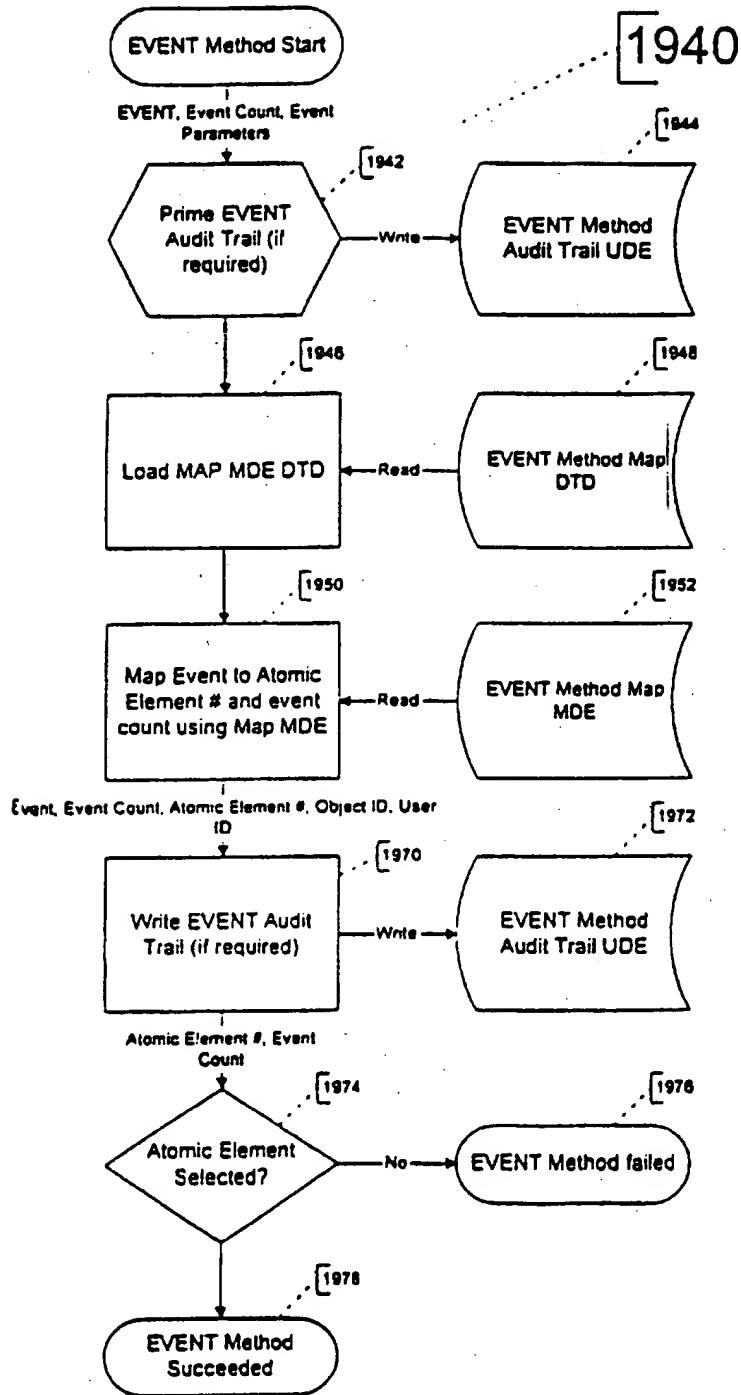 EVENT Method Start
1940
EVENT, Event Count, Event
Parameters
1944
1942
Prime EVENT
Audit Trail (if
required)
Write
EVENT Method
Audit Trail UDE
1946
1948
Load MAP MDE DTD
Read
EVENT Method Map
DTD
1950
1952
Map Event to Atomic
Element # and event
count using Map MDE
Read
EVENT Method Map
MDE
Event, Event Count, Atomic Element #, Object ID, User
ID
1970
1972
Write EVENT Audit
Trail (if required)
Write
EVENT Method
Audit Trail UDE
Atomic Element #, Event
Count
1974
1976
Atomic Element
Selected?
No
EVENT Method failed
1978
EVENT Method
Succeeded